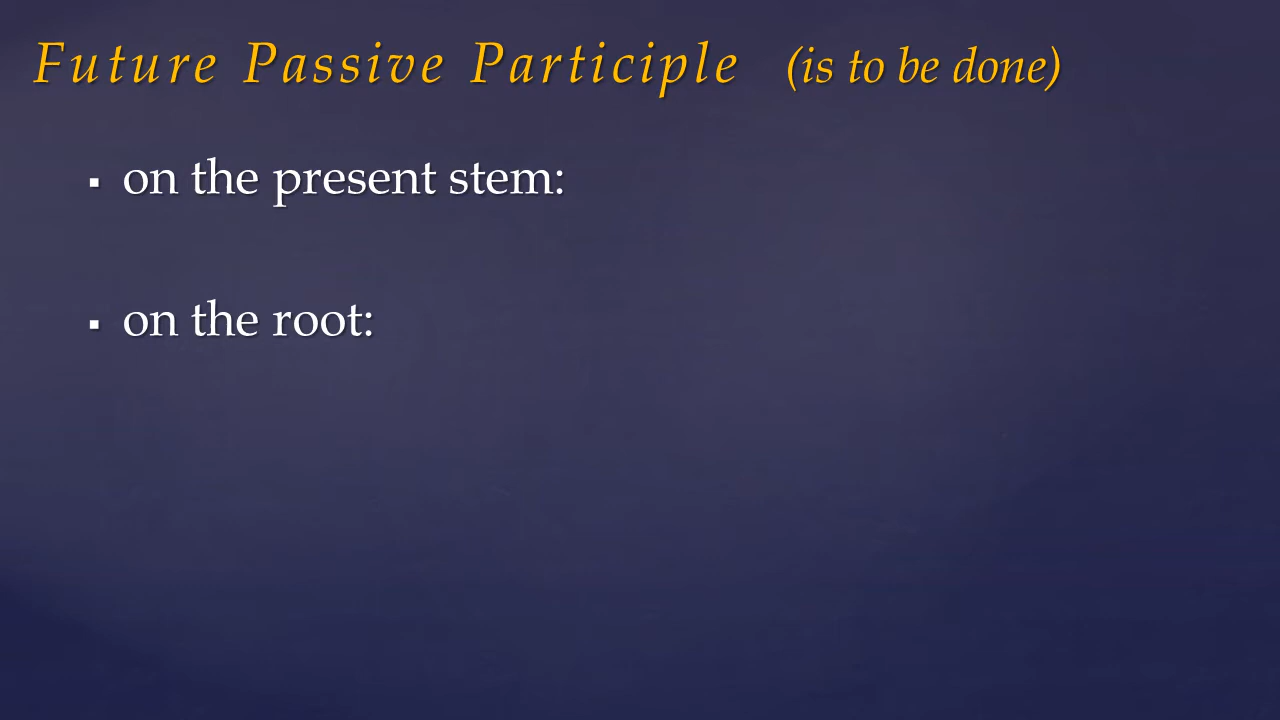 Future Passive Participle (is to be done)
▪ on the present stem:
▪ on the root: